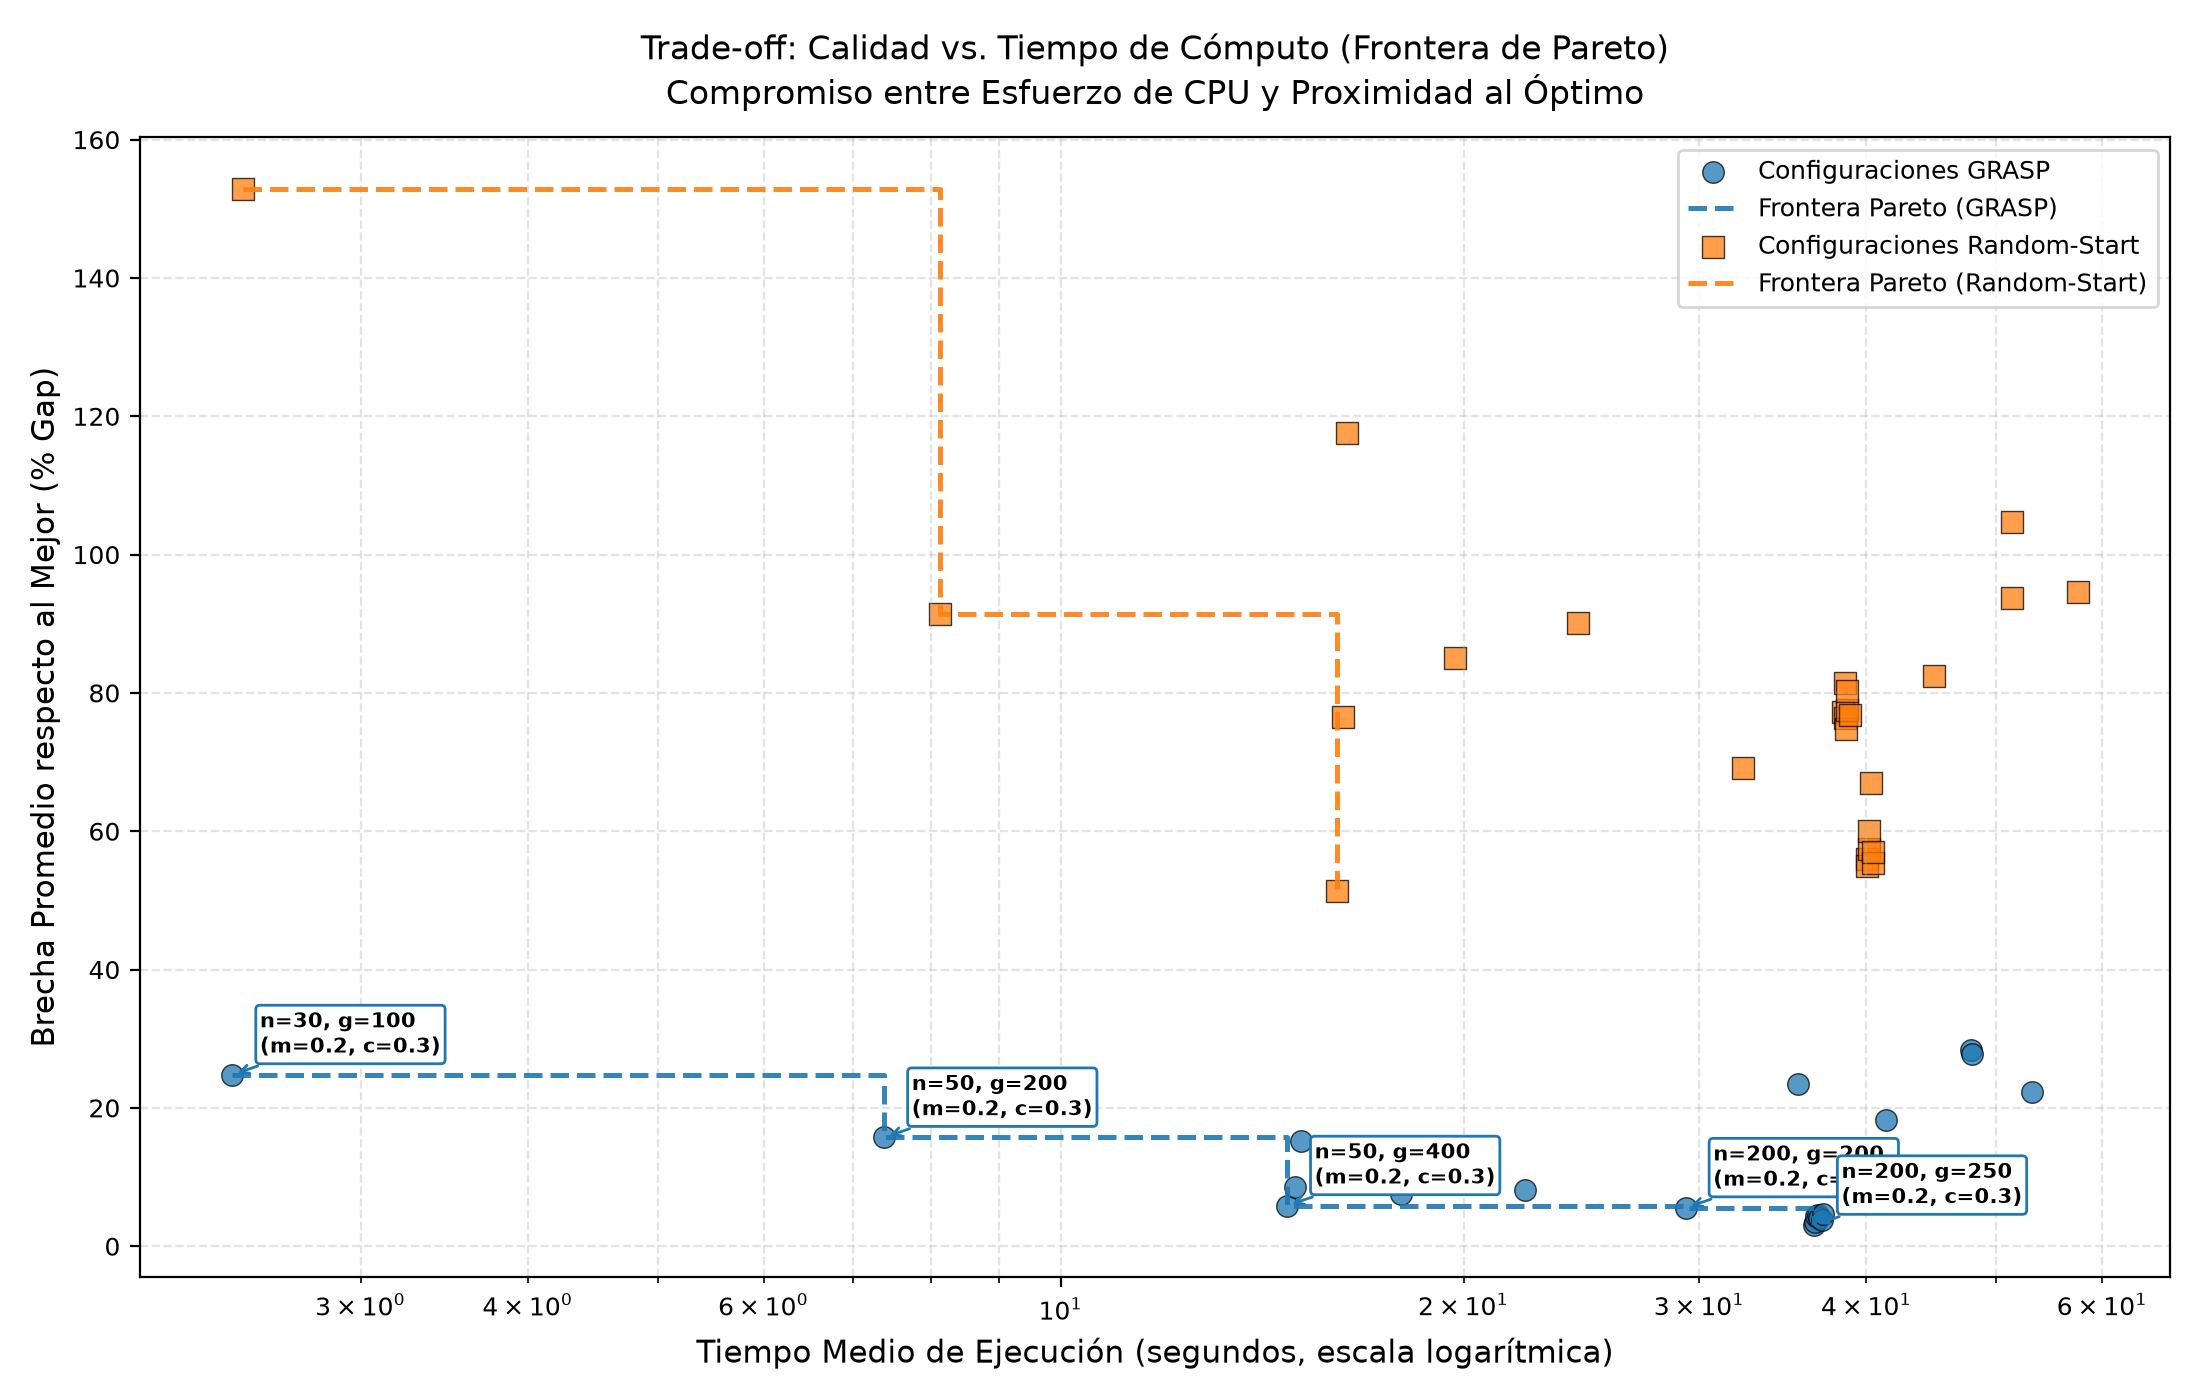 Trade-off: Calidad vs. Tiempo de Cómputo (Frontera de Pareto)
Compromiso entre Esfuerzo de CPU y Proximidad al Óptimo
Configuraciones GRASP
Frontera Pareto (GRASP)
Configuraciones Random-Start
Frontera Pareto (Random-Start)
Brecha Promedio respecto al Mejor (% Gap)
160
140
120
100
80
60
40
20
0
n=30, g=100
(m=0.2, c=0.3)
n=50, g=200
(m=0.2, c=0.3)
n=50, g=400
(m=0.2, c=0.3)
n=200, g=200
(m=0.2, c=
n=200, g=250
(m=0.2, c=0.3)
3 × 10⁰
4 × 10⁰
6 × 10⁰
10¹
2 × 10¹
3 × 10¹
4 × 10¹
6 × 10¹
Tiempo Medio de Ejecución (segundos, escala logarítmica)